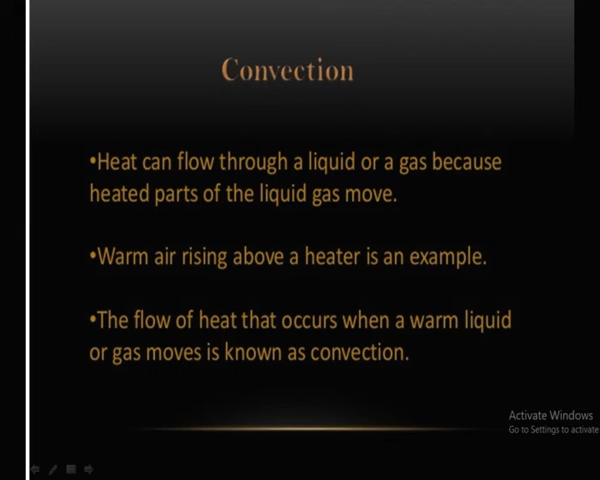 Convection
•Heat can flow through a liquid or a gas because
heated parts of the liquid gas move.
•Warm air rising above a heater is an example.
•The flow of heat that occurs when a warm liquid
or gas moves is known as convection.
Activate Windows
Go to Settings to activate